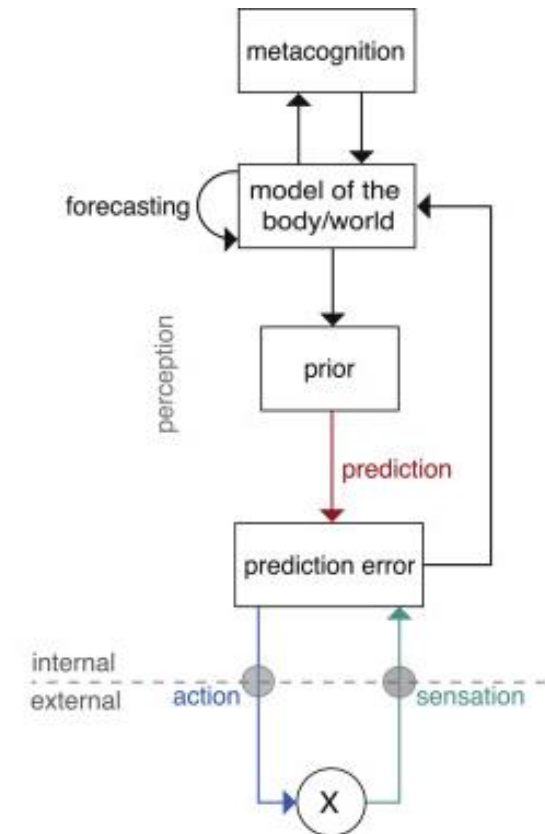 metacognition
model of the
body/world
forecasting
perception
prior
prediction
prediction error
internal
external
action
sensation
X